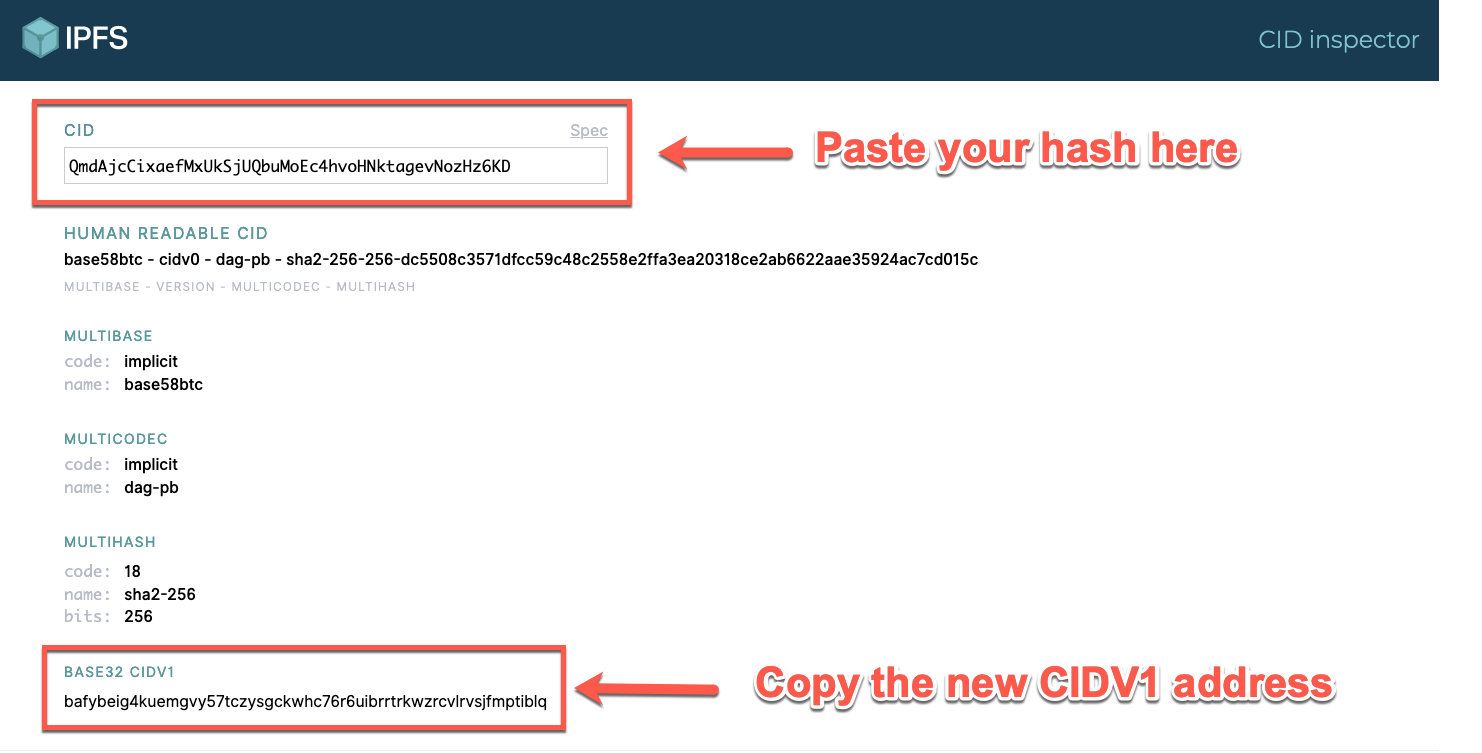 IPFS
CID inspector
CID Spec
QmdAjcCixaefMxUkSjUQbuMoEc4hvoHNktagevNozHz6KD
Paste your hash here
HUMAN READABLE CID
base58btc - cidv0 - dag-pb - sha2-256-256-dc5508c3571dfcc59c48c2558e2ffa3ea20318ce2ab6622aae35924ac7cd015c
MULTIBASE - VERSION - MULTICODEC - MULTIHASH
MULTIBASE
code: implicit
name: base58btc
MULTICODEC
code: implicit
name: dag-pb
MULTIHASH
code: 18
name: sha2-256
bits: 256
BASE32 CIDV1
bafybeig4kuemgvy57tczysgckwhc76r6uibrrtrkwzrcvlrvsjfmptiblq
Copy the new CIDV1 address